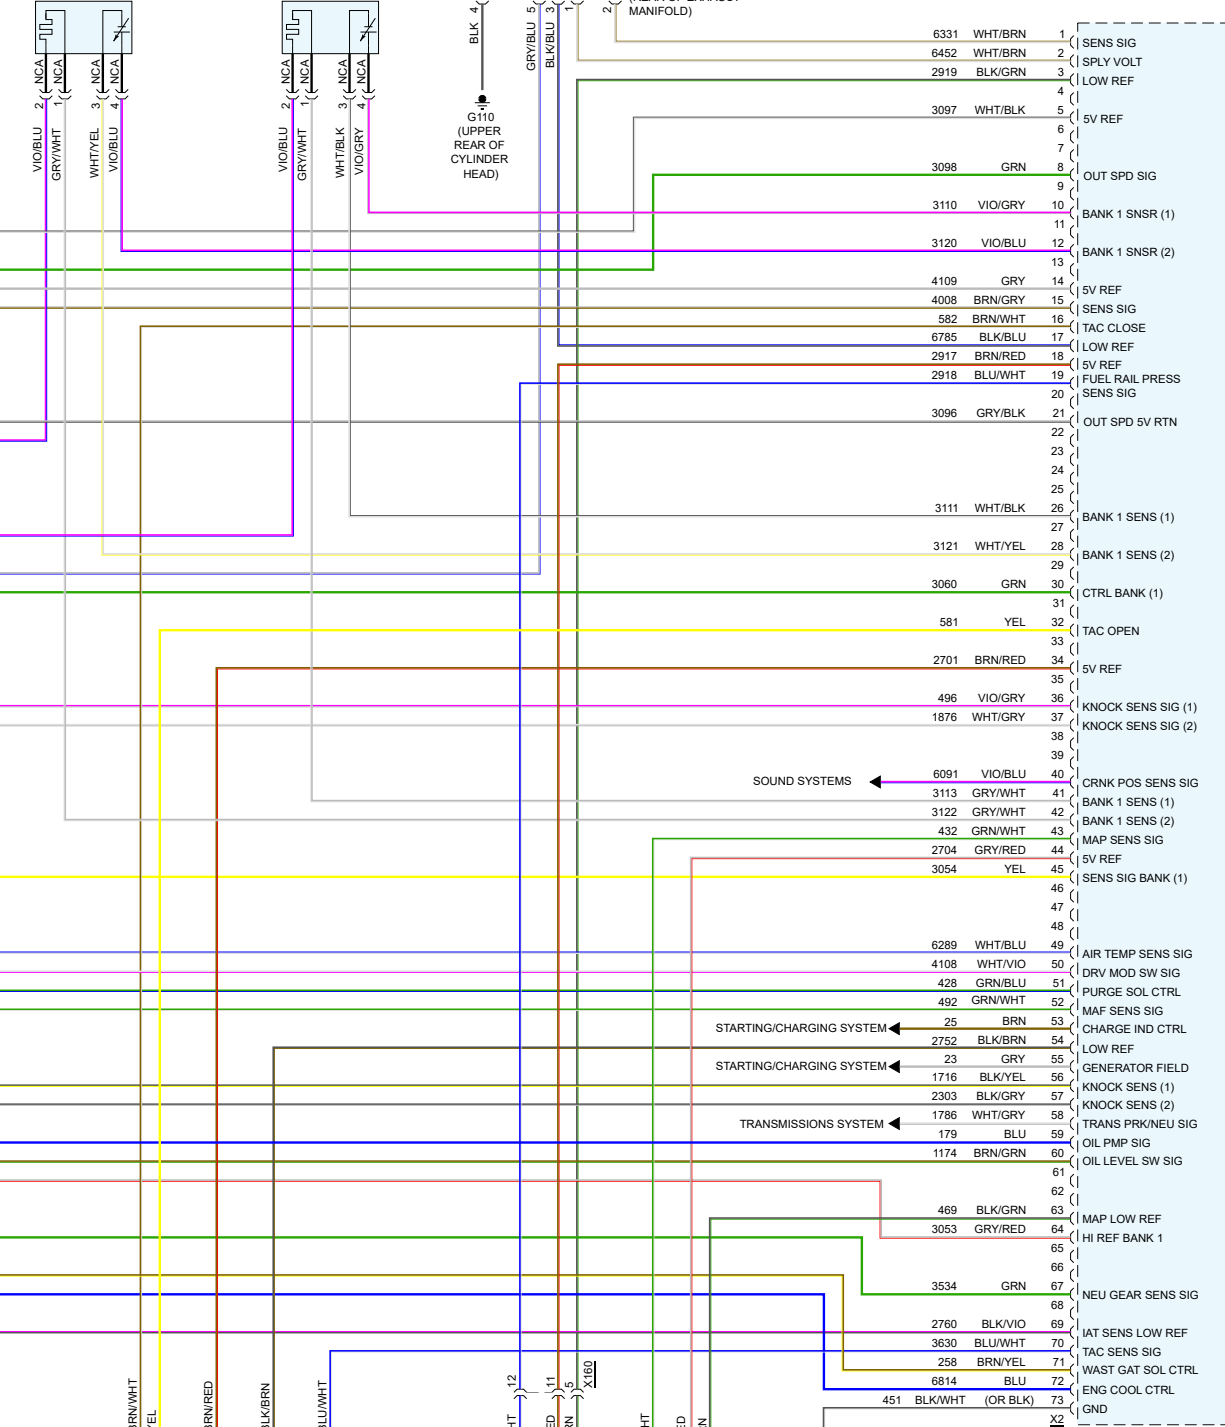 (REAR OF EXHAUST
MANIFOLD)
4
BLK
5
GRY/BLU
3
BLK/BLU
1
2
NCA
NCA
NCA
NCA
2
1
3
4
VIO/BLU
GRY/WHT
WHT/YEL
VIO/BLU
NCA
NCA
NCA
NCA
2
1
3
4
VIO/BLU
GRY/WHT
WHT/BLK
VIO/GRY
G110
(UPPER
REAR OF
CYLINDER
HEAD)
6331 WHT/BRN 1 SENS SIG
6452 WHT/BRN 2 SPLY VOLT
2919 BLK/GRN 3 LOW REF
4
3097 WHT/BLK 5 5V REF
6
7
3098 GRN 8 OUT SPD SIG
9
3110 VIO/GRY 10 BANK 1 SNSR (1)
11
3120 VIO/BLU 12 BANK 1 SNSR (2)
13
4109 GRY 14 5V REF
4008 BRN/GRY 15 SENS SIG
582 BRN/WHT 16 TAC CLOSE
6785 BLK/BLU 17 LOW REF
2917 BRN/RED 18 5V REF
2918 BLU/WHT 19 FUEL RAIL PRESS
20 SENS SIG
3096 GRY/BLK 21 OUT SPD 5V RTN
22
23
24
25
3111 WHT/BLK 26 BANK 1 SENS (1)
27
3121 WHT/YEL 28 BANK 1 SENS (2)
29
3060 GRN 30 CTRL BANK (1)
31
581 YEL 32 TAC OPEN
33
2701 BRN/RED 34 5V REF
35
496 VIO/GRY 36 KNOCK SENS SIG (1)
1876 WHT/GRY 37 KNOCK SENS SIG (2)
38
39
SOUND SYSTEMS 6091 VIO/BLU 40 CRNK POS SENS SIG
3113 GRY/WHT 41 BANK 1 SENS (1)
3122 GRY/WHT 42 BANK 1 SENS (2)
432 GRN/WHT 43 MAP SENS SIG
2704 GRY/RED 44 5V REF
3054 YEL 45 SENS SIG BANK (1)
46
47
48
6289 WHT/BLU 49 AIR TEMP SENS SIG
4108 WHT/VIO 50 DRV MOD SW SIG
428 GRN/BLU 51 PURGE SOL CTRL
492 GRN/WHT 52 MAF SENS SIG
STARTING/CHARGING SYSTEM 25 BRN 53 CHARGE IND CTRL
2752 BLK/BRN 54 LOW REF
STARTING/CHARGING SYSTEM 23 GRY 55 GENERATOR FIELD
1716 BLK/YEL 56 KNOCK SENS (1)
2303 BLK/GRY 57 KNOCK SENS (2)
TRANSMISSIONS SYSTEM 1786 WHT/GRY 58 TRANS PRK/NEU SIG
179 BLU 59 OIL PMP SIG
1174 BRN/GRN 60 OIL LEVEL SW SIG
61
62
469 BLK/GRN 63 MAP LOW REF
3053 GRY/RED 64 HI REF BANK 1
65
66
3534 GRN 67 NEU GEAR SENS SIG
68
2760 BLK/VIO 69 IAT SENS LOW REF
3630 BLU/WHT 70 TAC SENS SIG
258 BRN/YEL 71 WAST GAT SOL CTRL
6814 BLU 72 ENG COOL CTRL
451 BLK/WHT (OR BLK) 73 GND
X2
12
11
5
X160
BRN/WHT
YEL
BRN/RED
BLK/BRN
BLU/WHT
HT
ED
RN
HT
ED
RN